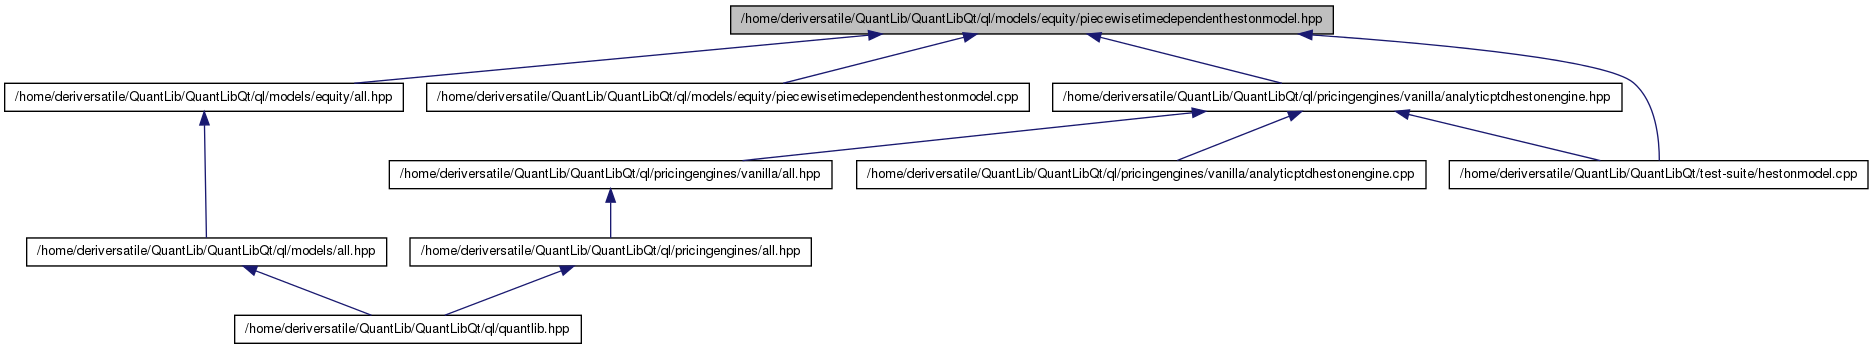 /home/deriversatile/QuantLib/QuantLibQt/ql/models/equity/piecewisetimedependenthestonmodel.hpp
/home/deriversatile/QuantLib/QuantLibQt/ql/models/equity/all.hpp
/home/deriversatile/QuantLib/QuantLibQt/ql/models/equity/piecewisetimedependenthestonmodel.cpp
/home/deriversatile/QuantLib/QuantLibQt/ql/pricingengines/vanilla/analyticptdhestonengine.hpp
/home/deriversatile/QuantLib/QuantLibQt/ql/pricingengines/vanilla/all.hpp
/home/deriversatile/QuantLib/QuantLibQt/ql/pricingengines/vanilla/analyticptdhestonengine.cpp
/home/deriversatile/QuantLib/QuantLibQt/test-suite/hestonmodel.cpp
/home/deriversatile/QuantLib/QuantLibQt/ql/models/all.hpp
/home/deriversatile/QuantLib/QuantLibQt/ql/pricingengines/all.hpp
/home/deriversatile/QuantLib/QuantLibQt/ql/quantlib.hpp